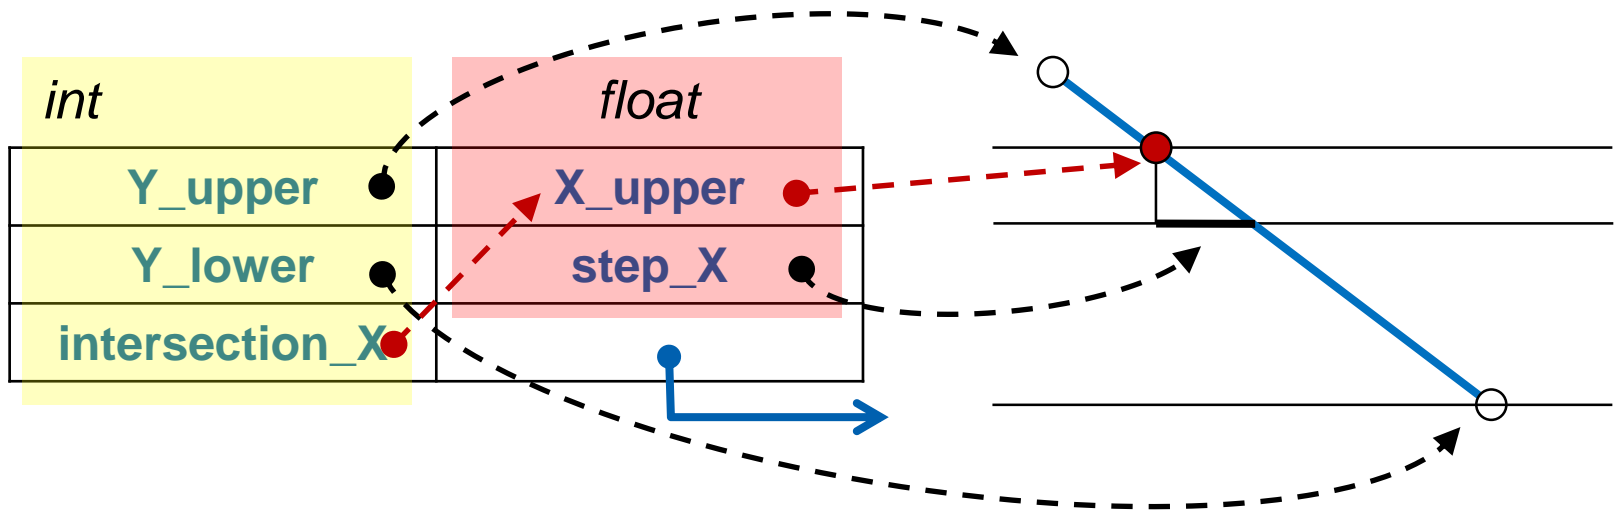 int
float
Y_upper
X_upper
Y_lower
step_X
intersection_X